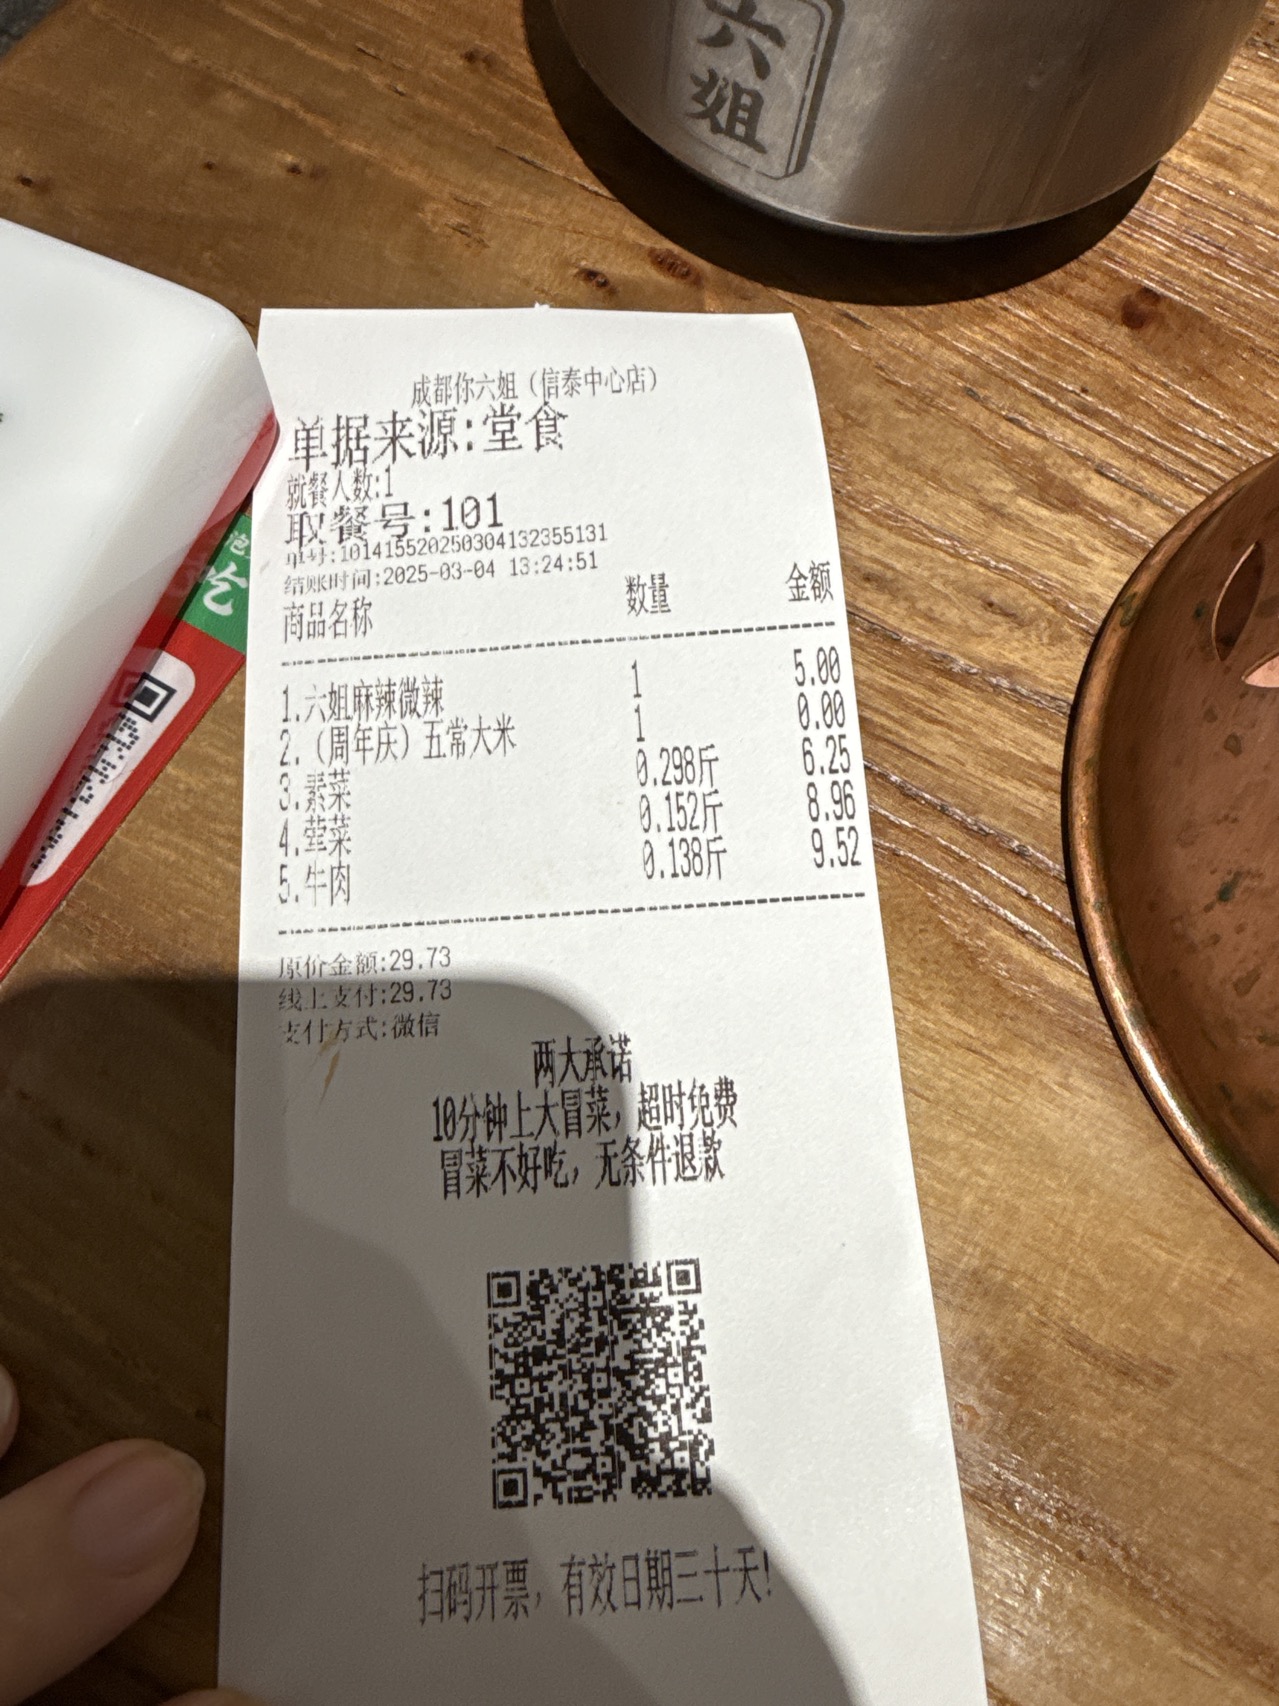 六姐
成都你六姐（信泰中心店）
单据来源:堂食
就餐人数:1
取餐号:101
单号:10141552025030413235513​1
结账时间:2025-03-04 13:24:51
商品名称 数量 金额
1.六姐麻辣微辣 1 5.00
2.（周年庆）五常大米 1 0.00
3.素菜 0.298斤 6.25
4.荤菜 0.152斤 8.96
5.牛肉 0.138斤 9.52
原价金额:29.73
线上支付:29.73
支付方式:微信
两大承诺
10分钟上大冒菜，超时免费
冒菜不好吃，无条件退款
扫码开票，有效日期三十天!
吃